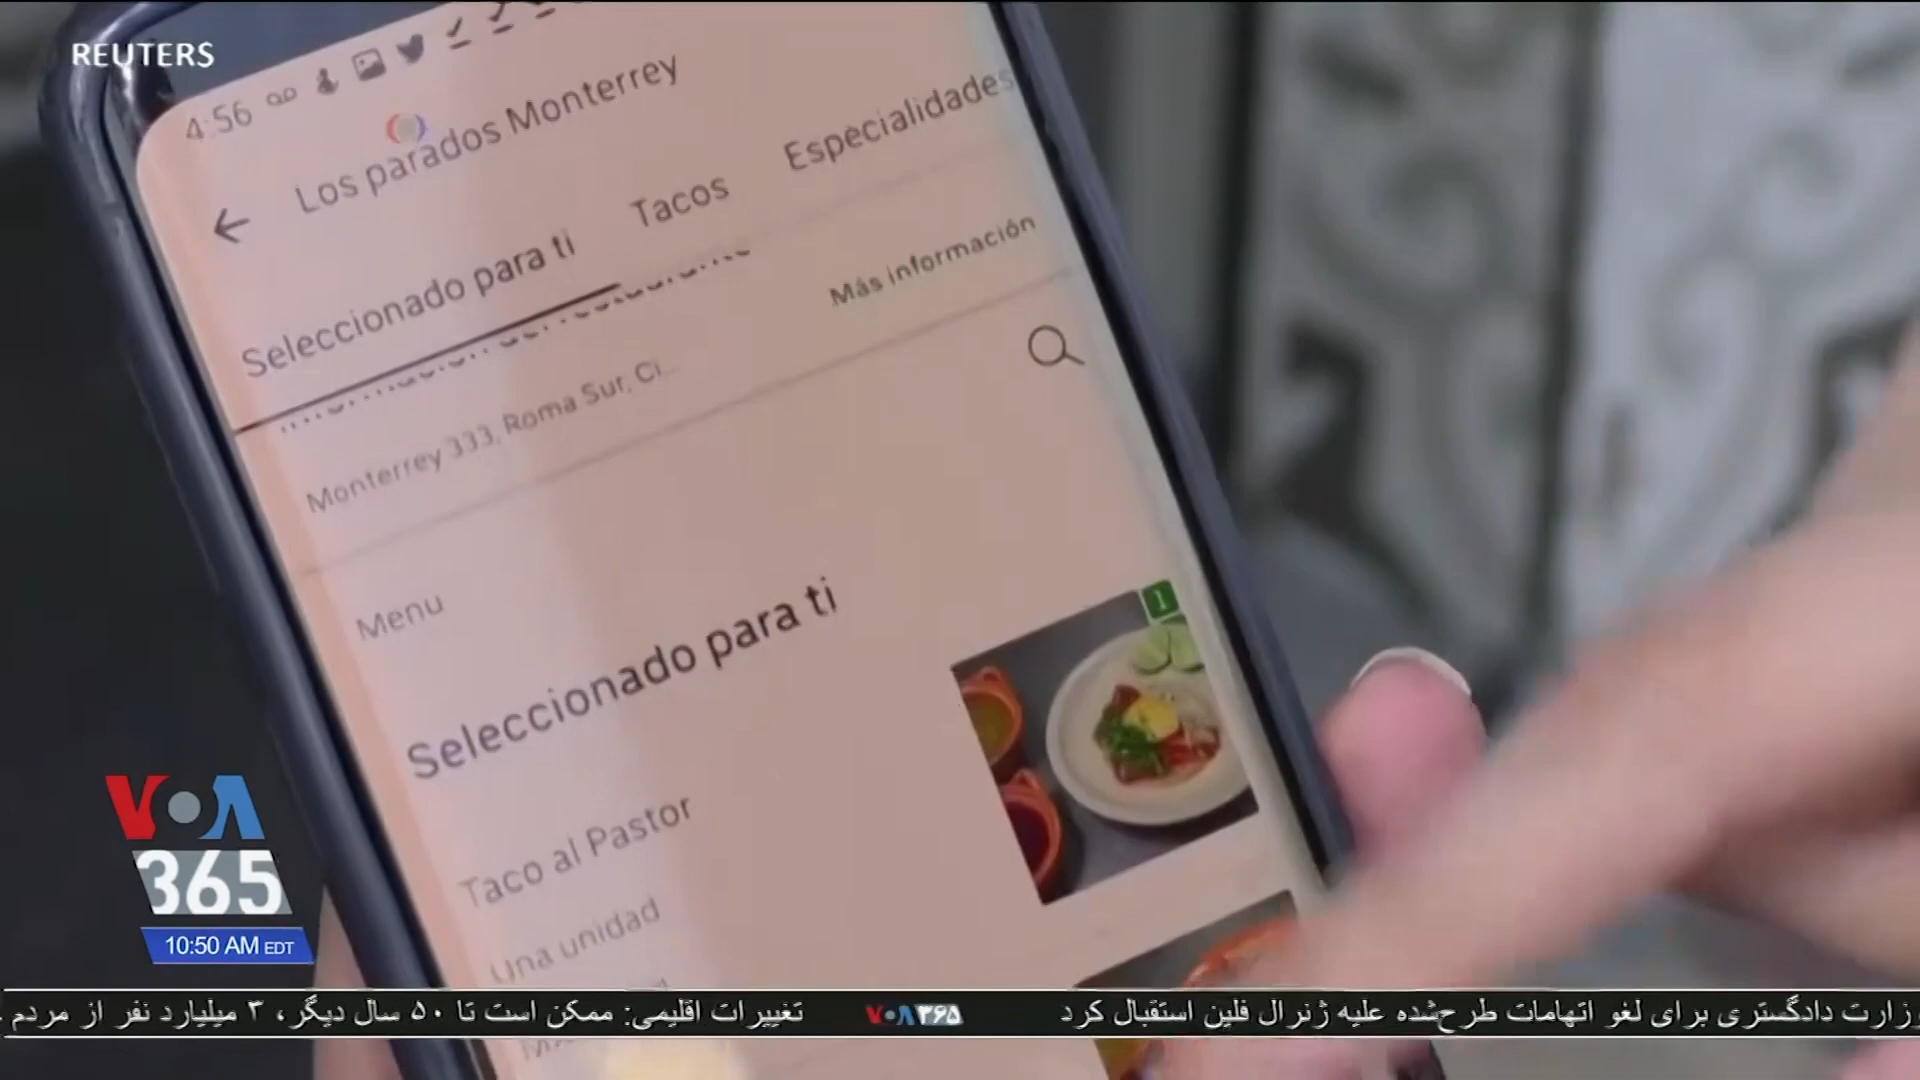 REUTERS
4:56
Los parados Monterrey
Seleccionado para ti
Tacos
Especialidades
Más información
Monterrey 333, Roma Sur, Ci...
Menu
Seleccionado para ti
1
Taco al Pastor
Una unidad
VOA
365
10:50 AM EDT
وزارت دادگستری برای لغو اتهامات طرح‌شده علیه ژنرال فلین استقبال کرد VOA۳۶۵ تغییرات اقلیمی: ممکن است تا ۵۰ سال دیگر، ۳ میلیارد نفر از مردم